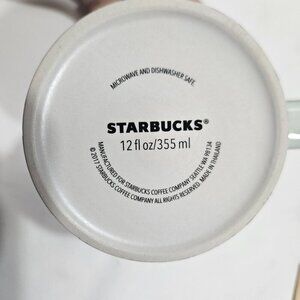 MICROWAVE AND DISHWASHER SAFE.
STARBUCKS®
12 fl oz/355 ml
MANUFACTURED FOR STARBUCKS COFFEE COMPANY SEATTLE WA 98134
© 2017 STARBUCKS COFFEE COMPANY ALL RIGHTS RESERVED. MADE IN THAILAND